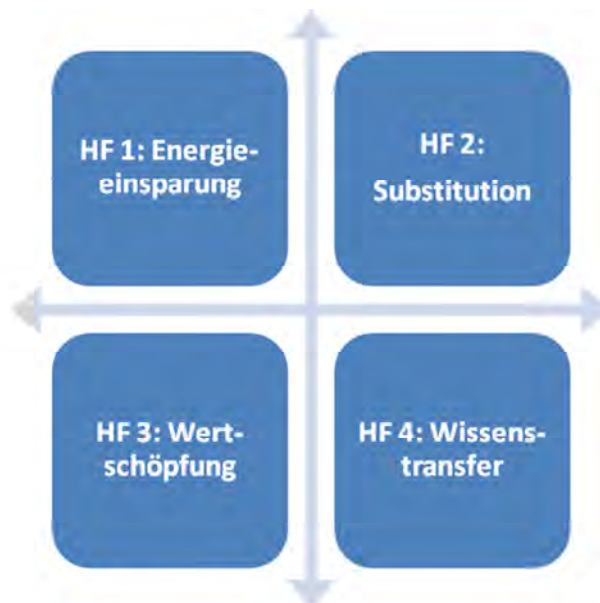 HF 1: Energie-
einsparung
HF 2:
Substitution
HF 3: Wert-
schöpfung
HF 4: Wissens-
transfer